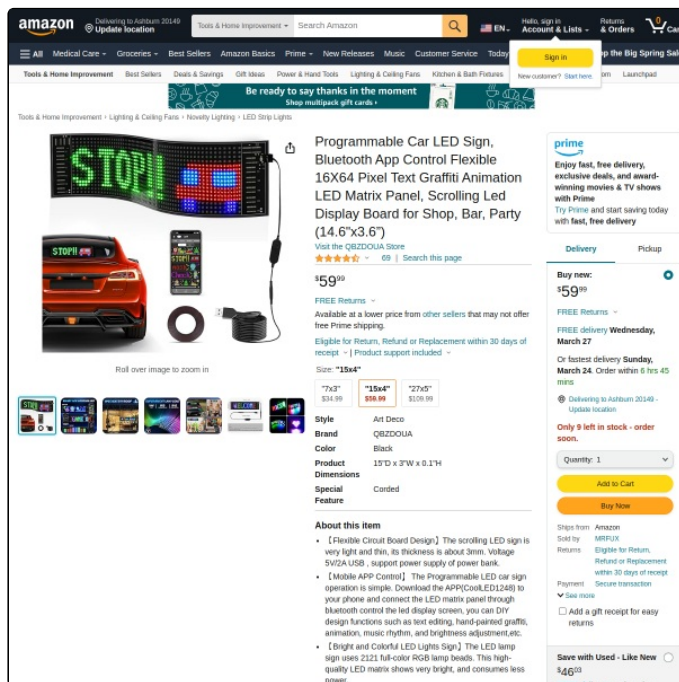 amazon
Delivering to Ashburn 20149
Update location
Tools & Home Improvement
Search Amazon
EN
Hello, sign in
Account & Lists
Returns
& Orders
0
All
Medical Care
Groceries
Best Sellers
Amazon Basics
Prime
New Releases
Music
Customer Service
Today
op the Big Spring Sal
Sign in
New customer? Start here.
Tools & Home Improvement
Best Sellers
Deals & Savings
Gift Ideas
Power & Hand Tools
Lighting & Ceiling Fans
Kitchen & Bath Fixtures
om
Launchpad
Be ready to say thanks in the moment
Shop multipack gift cards ›
Tools & Home Improvement › Lighting & Ceiling Fans › Novelty Lighting › LED Strip Lights
STOP!!
STOP!!
Roll over image to zoom in
WELCOME
Programmable Car LED Sign,
Bluetooth App Control Flexible
16X64 Pixel Text Graffiti Animation
LED Matrix Panel, Scrolling Led
Display Board for Shop, Bar, Party
(14.6"x3.6")
Visit the QBZDOUA Store
69 | Search this page
$59 99
FREE Returns
Available at a lower price from other sellers that may not offer
free Prime shipping.
Eligible for Return, Refund or Replacement within 30 days of
receipt | Product support included
Size: "15x4"
"7x3"
$34.99
"15x4"
$59.99
"27x5"
$109.99
Style Art Deco
Brand QBZDOUA
Color Black
Product
Dimensions
15"D x 3"W x 0.1"H
Special
Feature
Corded
About this item
• 【Flexible Circuit Board Design】The scrolling LED sign is
very light and thin, its thickness is about 3mm. Voltage
5V/2A USB , support power supply of power bank.
• 【Mobile APP Control】 The Programmable LED car sign
operation is simple. Download the APP(CoolLED1248) to
your phone and connect the LED matrix panel through
bluetooth control the led display screen, you can DIY
design functions such as text editing, hand-painted graffiti,
animation, music rhythm, and brightness adjustment,etc.
• 【Bright and Colorful LED Lights Sign】The LED lamp
sign uses 2121 full-color RGB lamp beads. This high-
quality LED matrix shows very bright, and consumes less
power
prime
Enjoy fast, free delivery,
exclusive deals, and award-
winning movies & TV shows
with Prime
Try Prime and start saving today
with fast, free delivery
Delivery
Pickup
Buy new:
$59 99
FREE Returns
FREE delivery Wednesday,
March 27
Or fastest delivery Sunday,
March 24. Order within 6 hrs 45
mins
Delivering to Ashburn 20149 -
Update location
Only 9 left in stock - order
soon.
Quantity: 1
Add to Cart
Buy Now
Ships from Amazon
Sold by MRFUX
Returns Eligible for Return,
Refund or Replacement
within 30 days of receipt
Payment Secure transaction
See more
Add a gift receipt for easy
returns
Save with Used - Like New
$46 03